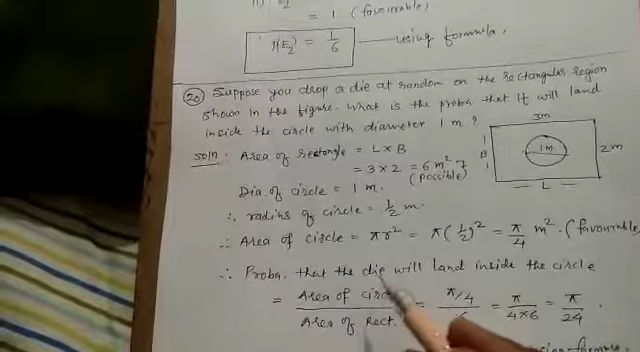 = 1 (favourable)
∴ P(E₂) = 1/6 — using formula.
(20) Suppose you drop a die at random on the rectangular region
shown in the figure. What is the proba. that it will land
inside the circle with diameter 1 m?
3m
1m
B
2m
L
Soln: Area of rectangle = L × B
= 3 × 2 = 6 m²
(possible)
Dia. of circle = 1 m.
∴ radius of circle = 1/2 m.
∴ Area of circle = πr² = π(1/2)² = π/4 m². (favourable
∴ Proba. that the die will land inside the circle
= Area of circ / Area of Rect. = π/4 / 6 = π/(4×6) = π/24.